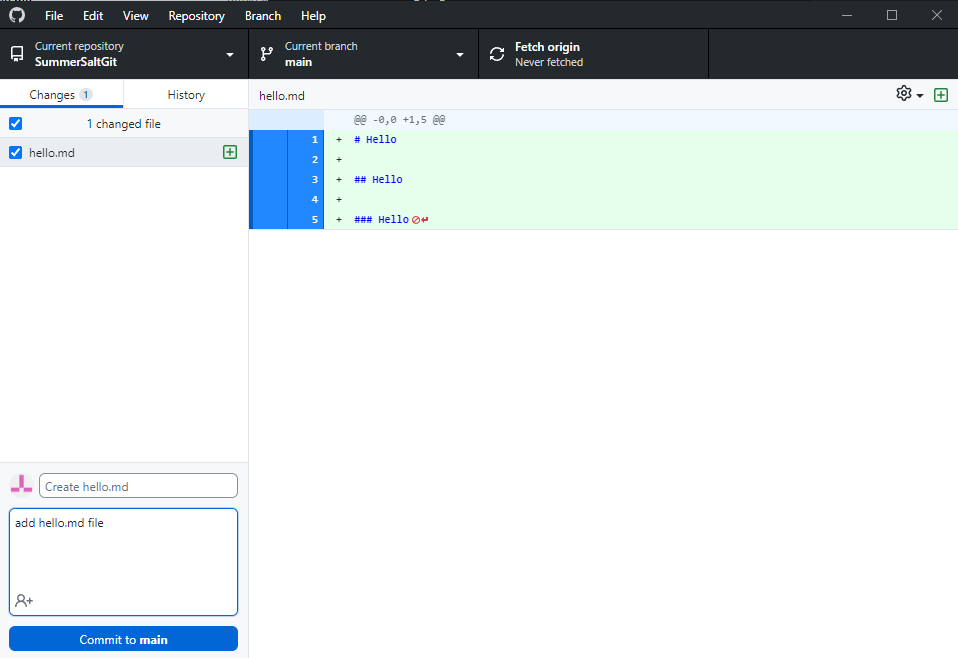 File Edit View Repository Branch Help
Current repository
SummerSaltGit
Current branch
main
Fetch origin
Never fetched
Changes 1
History
hello.md
1 changed file
hello.md
@@ -0,0 +1,5 @@
1 + # Hello
2 +
3 + ## Hello
4 +
5 + ### Hello
Create hello.md
add hello.md file
Commit to main